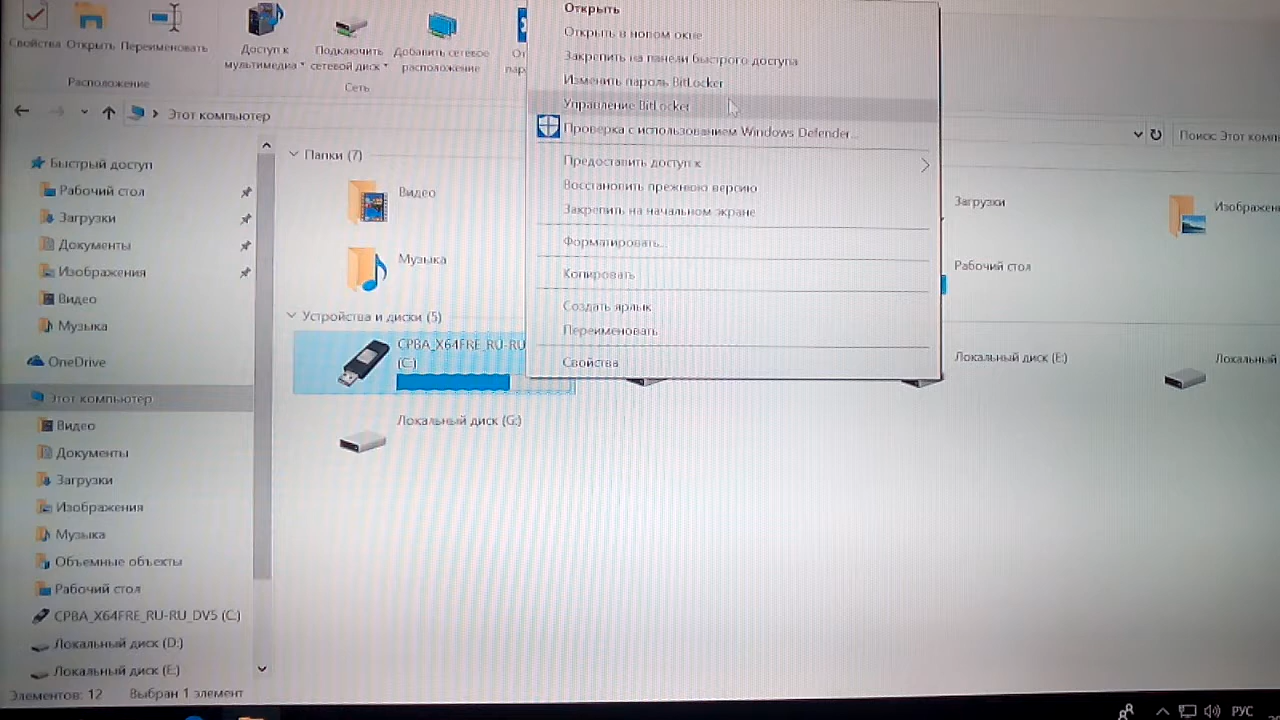 Свойства
Открыть
Переименовать
Доступ к
мультимедиа
Подключить
сетевой диск
Добавить сетевое
расположение
Расположение
Сеть
Этот компьютер
Поиск: Этот
Быстрый доступ
Рабочий стол
Загрузки
Документы
Изображения
Видео
Музыка
OneDrive
Этот компьютер
Видео
Документы
Загрузки
Изображения
Музыка
Объемные объекты
Рабочий стол
CPBA_X64FRE_RU-RU_DV5 (C:)
Локальный диск (D:)
Локальный диск (E:)
Элементов: 12
Выбран 1 элемент
Папки (7)
Видео
Музыка
Устройства и диски (5)
CPBA_X64FRE_RU-RU
(C:)
Локальный диск (G:)
Открыть
Открыть в новом окне
Закрепить на панели быстрого доступа
Изменить пароль BitLocker
Управление BitLocker
Проверка с использованием Windows Defender...
Предоставить доступ к
Восстановить прежнюю версию
Закрепить на начальном экране
Форматировать...
Копировать
Создать ярлык
Переименовать
Свойства
Загрузки
Рабочий стол
Локальный диск (E:)
Изображен
Локальный
РУС